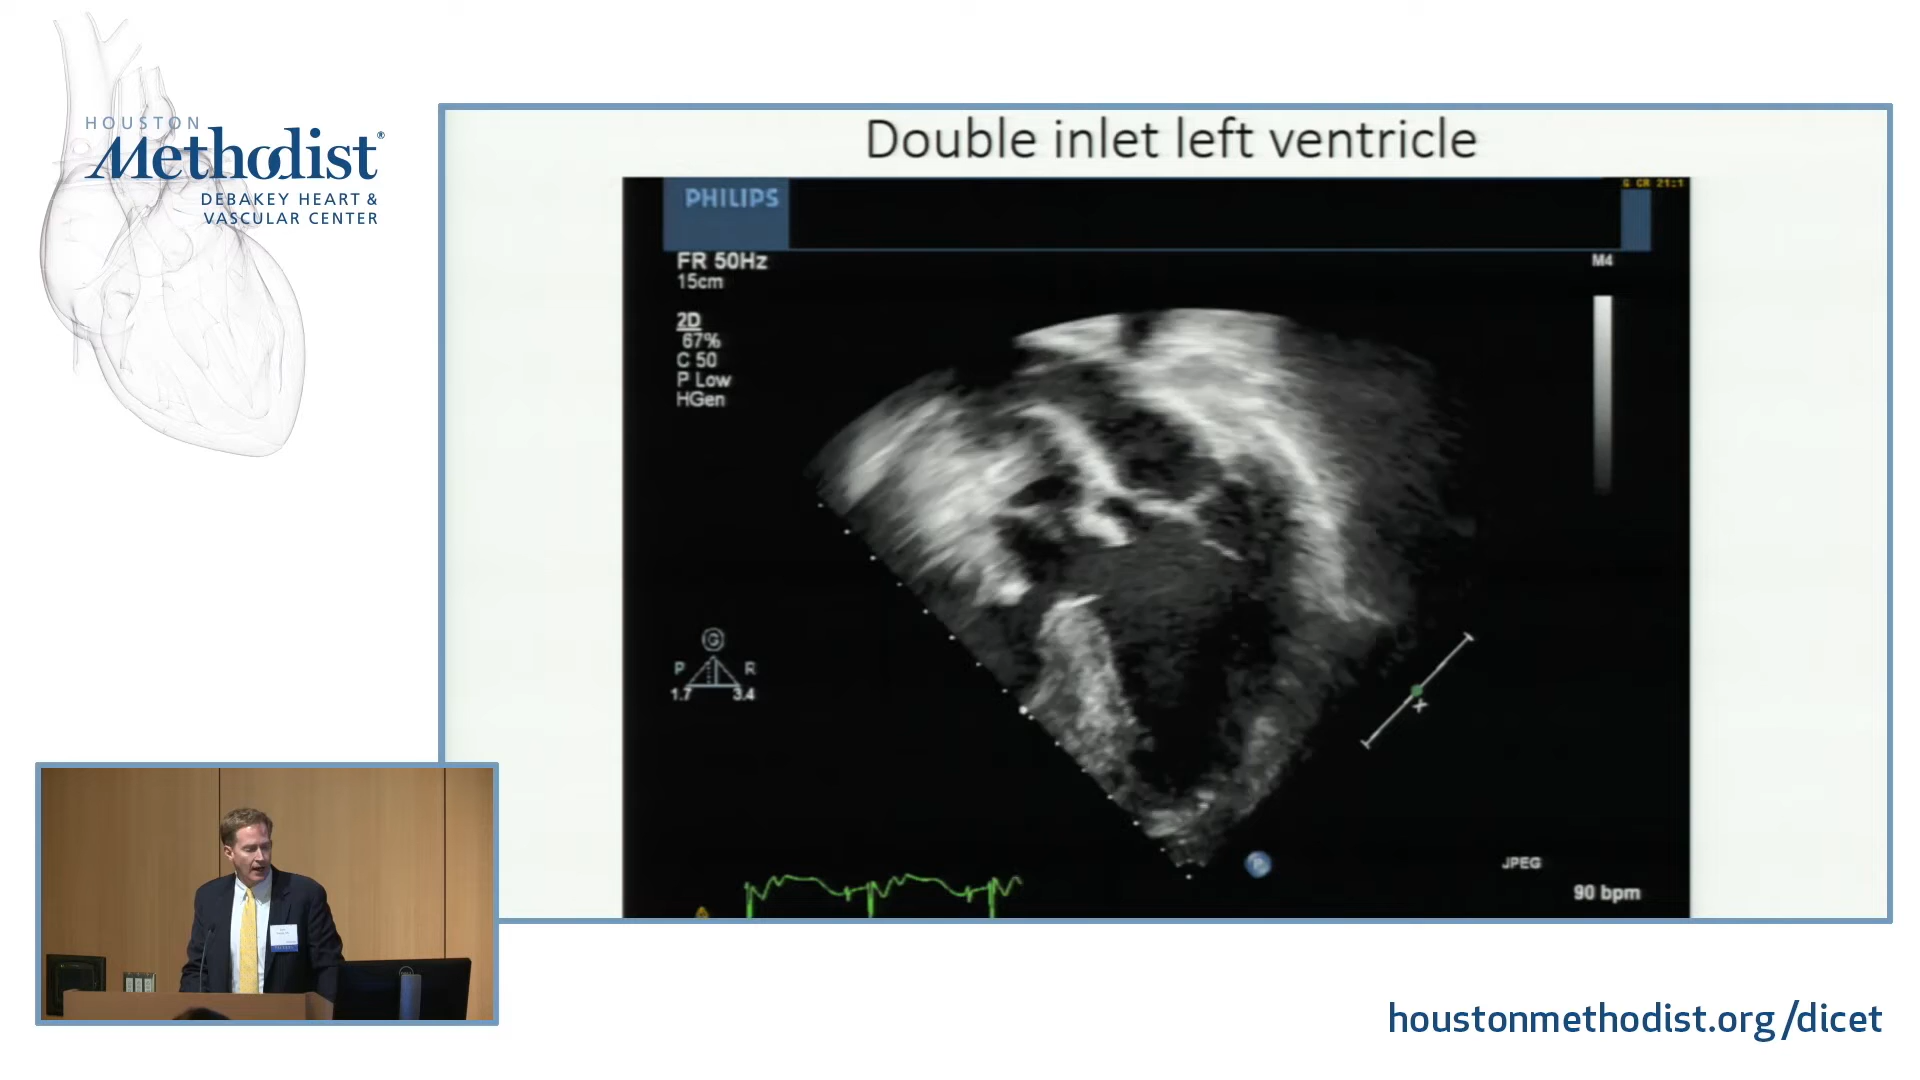 HOUSTON
Methodist®
DEBAKEY HEART &
VASCULAR CENTER
Double inlet left ventricle
PHILIPS
FR 50Hz
15cm
M4
2D
67%
C 50
P Low
HGen
G
P R
1.7 3.4
x
JPEG
90 bpm
houstonmethodist.org/dicet